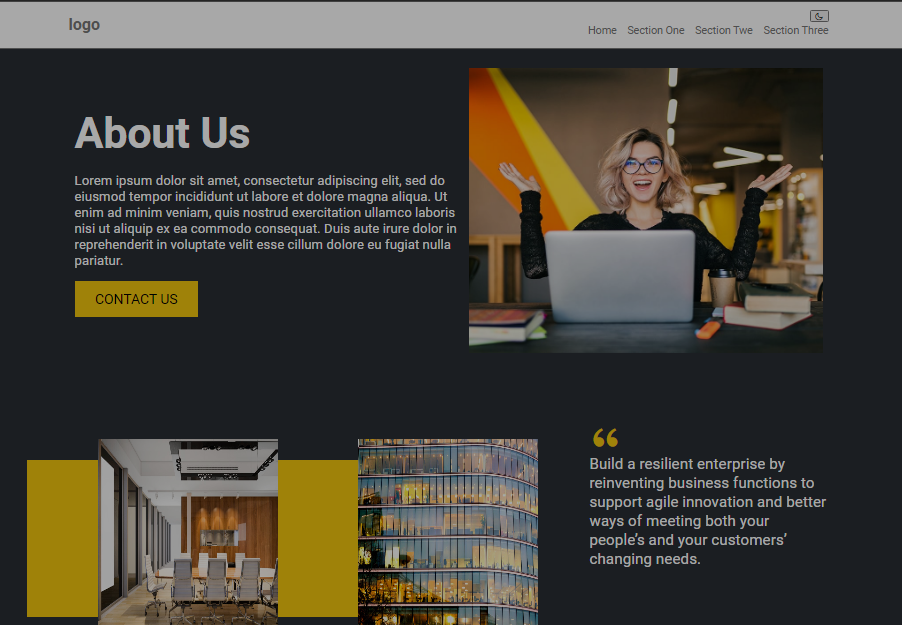 logo
Home Section One Section Twe Section Three
About Us
Lorem ipsum dolor sit amet, consectetur adipiscing elit, sed do
eiusmod tempor incididunt ut labore et dolore magna aliqua. Ut
enim ad minim veniam, quis nostrud exercitation ullamco laboris
nisi ut aliquip ex ea commodo consequat. Duis aute irure dolor in
reprehenderit in voluptate velit esse cillum dolore eu fugiat nulla
pariatur.
CONTACT US
“
Build a resilient enterprise by
reinventing business functions to
support agile innovation and better
ways of meeting both your
people’s and your customers’
changing needs.